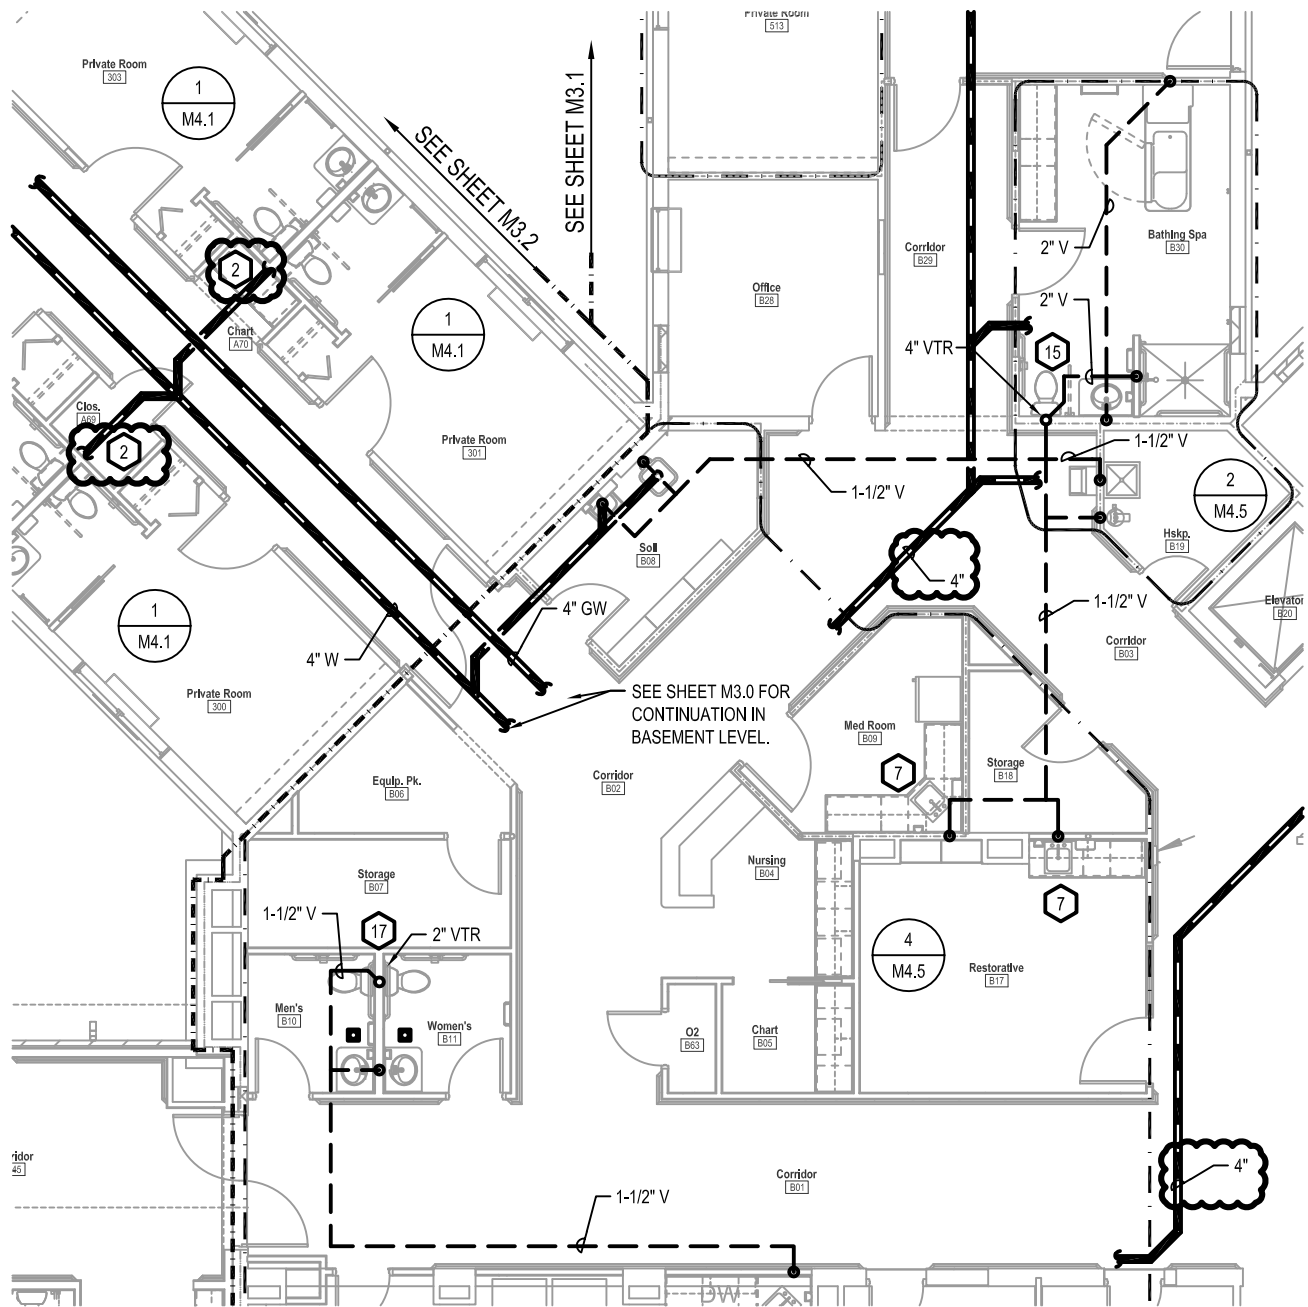 Private Room
513
Private Room
303
1
M4.1
SEE SHEET M3.2
SEE SHEET M3.1
Corridor
B29
2" V
Bathing Spa
B30
2
Chart
A70
1
M4.1
Office
B28
2" V
4" VTR
15
Clos.
A69
2
Private Room
301
1-1/2" V
1-1/2" V
2
M4.5
Soil
B08
Hskp.
B19
4"
1
M4.1
4" GW
4" W
1-1/2" V
Elevator
B20
Corridor
B03
Private Room
300
SEE SHEET M3.0 FOR
CONTINUATION IN
BASEMENT LEVEL.
Med Room
B09
7
Storage
B18
Equip. Pk.
B06
Corridor
B02
Nursing
B04
Storage
B07
7
1-1/2" V
17
2" VTR
4
M4.5
Restorative
B17
Men's
B10
Women's
B11
O2
B63
Chart
B05
ridor
45
Corridor
B01
4"
1-1/2" V
DW